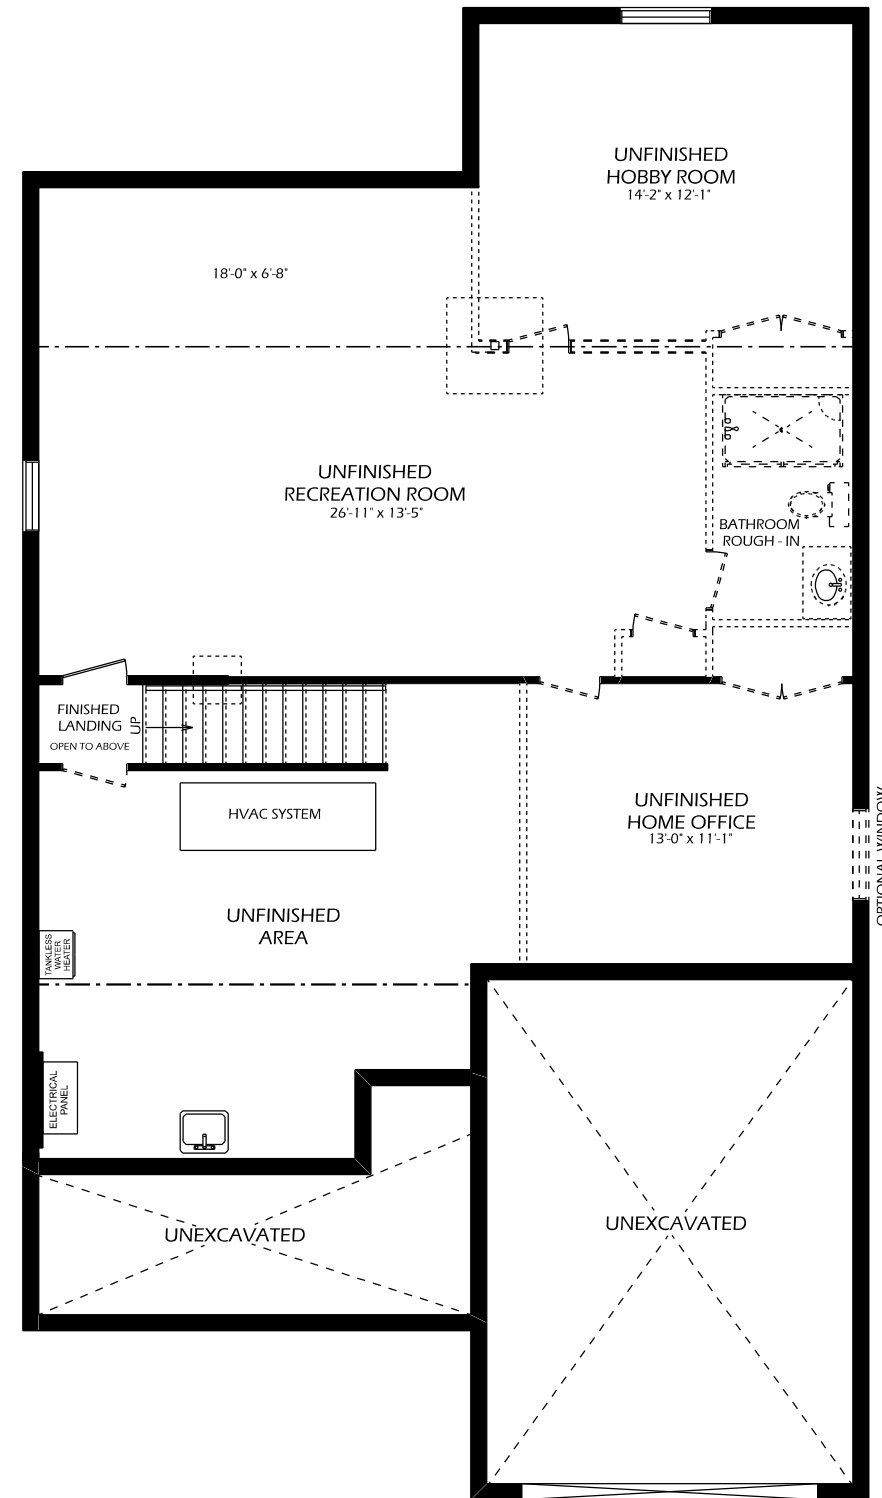 UNFINISHED
HOBBY ROOM
14'-2" x 12'-1"
18'-0" x 6'-8"
UNFINISHED
RECREATION ROOM
26'-11" x 13'-5"
BATHROOM
ROUGH - IN
FINISHED
LANDING
OPEN TO ABOVE
UP
HVAC SYSTEM
UNFINISHED
HOME OFFICE
13'-0" x 11'-1"
OPTIONAL WINDOW
UNFINISHED
AREA
TANKLESS
WATER
HEATER
ELECTRICAL
PANEL
UNEXCAVATED
UNEXCAVATED